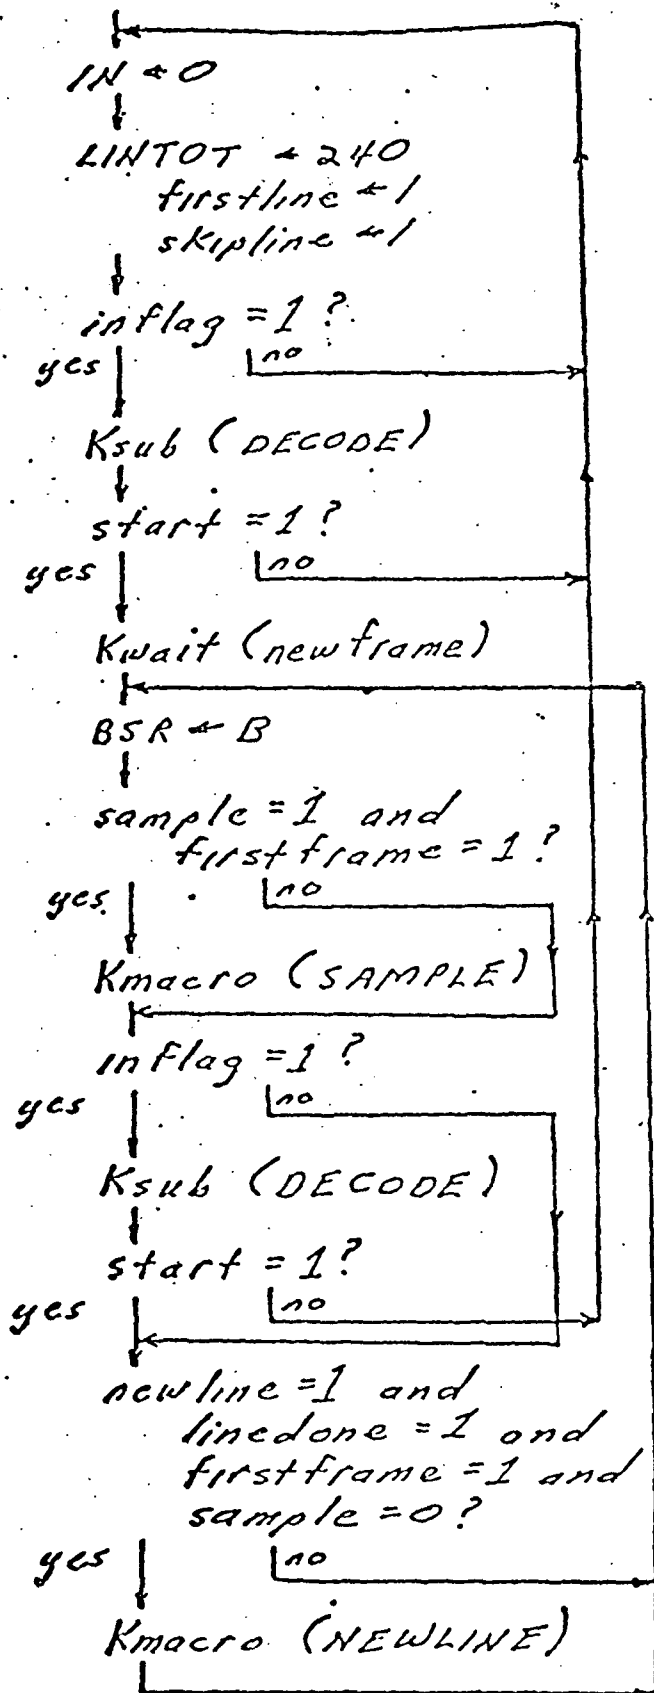 IN ← 0
LINTOT ← 240
firstline ← 1
skipline ← 1
inflag = 1 ?
yes no
Ksub (DECODE)
start = 1 ?
yes no
Kwait (newframe)
BSR ← B
sample = 1 and
firstframe = 1 ?
yes no
Kmacro (SAMPLE)
inflag = 1 ?
yes no
Ksub (DECODE)
start = 1 ?
yes no
newline = 1 and
linedone = 1 and
firstframe = 1 and
sample = 0 ?
yes no
Kmacro (NEWLINE)